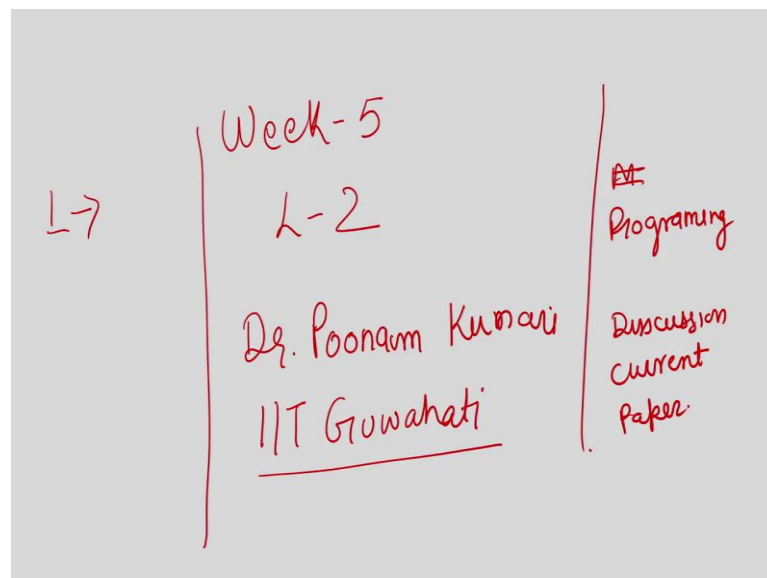 Week-5
L-2
Dr. Poonam Kumari
IIT Guwahati
Programing
Discussion
current
Paper.